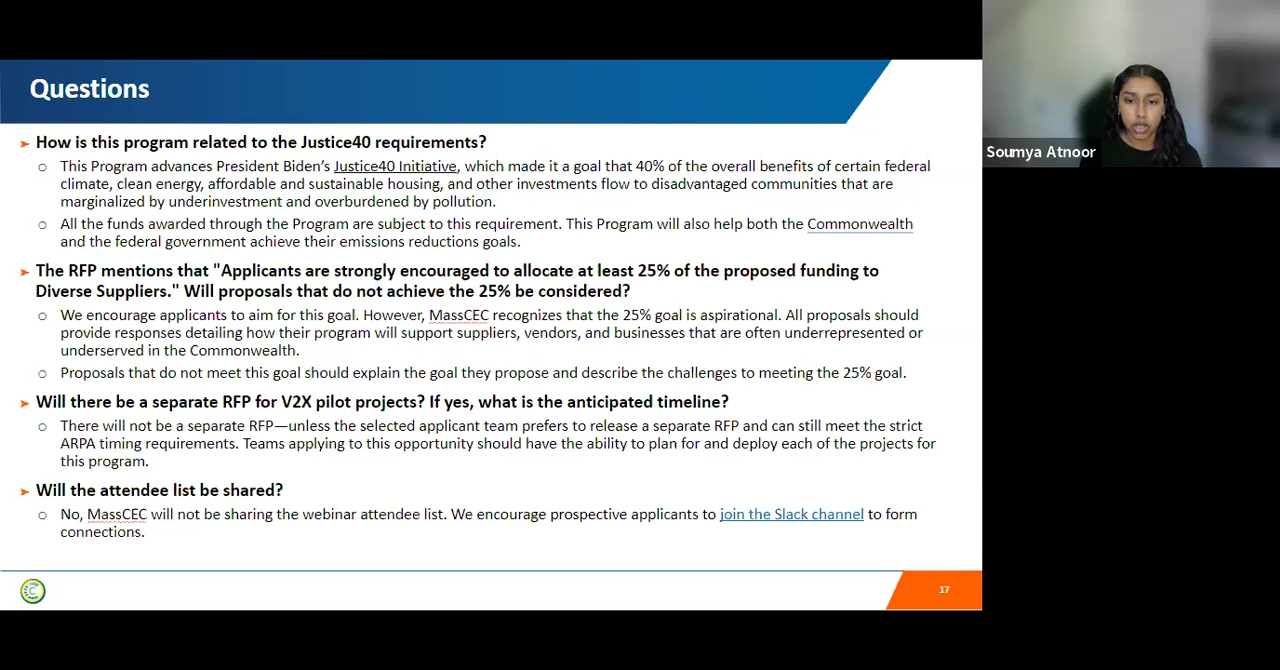 Questions
Soumya Atnoor
➤ How is this program related to the Justice40 requirements?
○ This Program advances President Biden's Justice40 Initiative, which made it a goal that 40% of the overall benefits of certain federal
climate, clean energy, affordable and sustainable housing, and other investments flow to disadvantaged communities that are
marginalized by underinvestment and overburdened by pollution.
○ All the funds awarded through the Program are subject to this requirement. This Program will also help both the Commonwealth
and the federal government achieve their emissions reductions goals.
➤ The RFP mentions that "Applicants are strongly encouraged to allocate at least 25% of the proposed funding to
Diverse Suppliers." Will proposals that do not achieve the 25% be considered?
○ We encourage applicants to aim for this goal. However, MassCEC recognizes that the 25% goal is aspirational. All proposals should
provide responses detailing how their program will support suppliers, vendors, and businesses that are often underrepresented or
underserved in the Commonwealth.
○ Proposals that do not meet this goal should explain the goal they propose and describe the challenges to meeting the 25% goal.
➤ Will there be a separate RFP for V2X pilot projects? If yes, what is the anticipated timeline?
○ There will not be a separate RFP—unless the selected applicant team prefers to release a separate RFP and can still meet the strict
ARPA timing requirements. Teams applying to this opportunity should have the ability to plan for and deploy each of the projects for
this program.
➤ Will the attendee list be shared?
○ No, MassCEC will not be sharing the webinar attendee list. We encourage prospective applicants to join the Slack channel to form
connections.
17